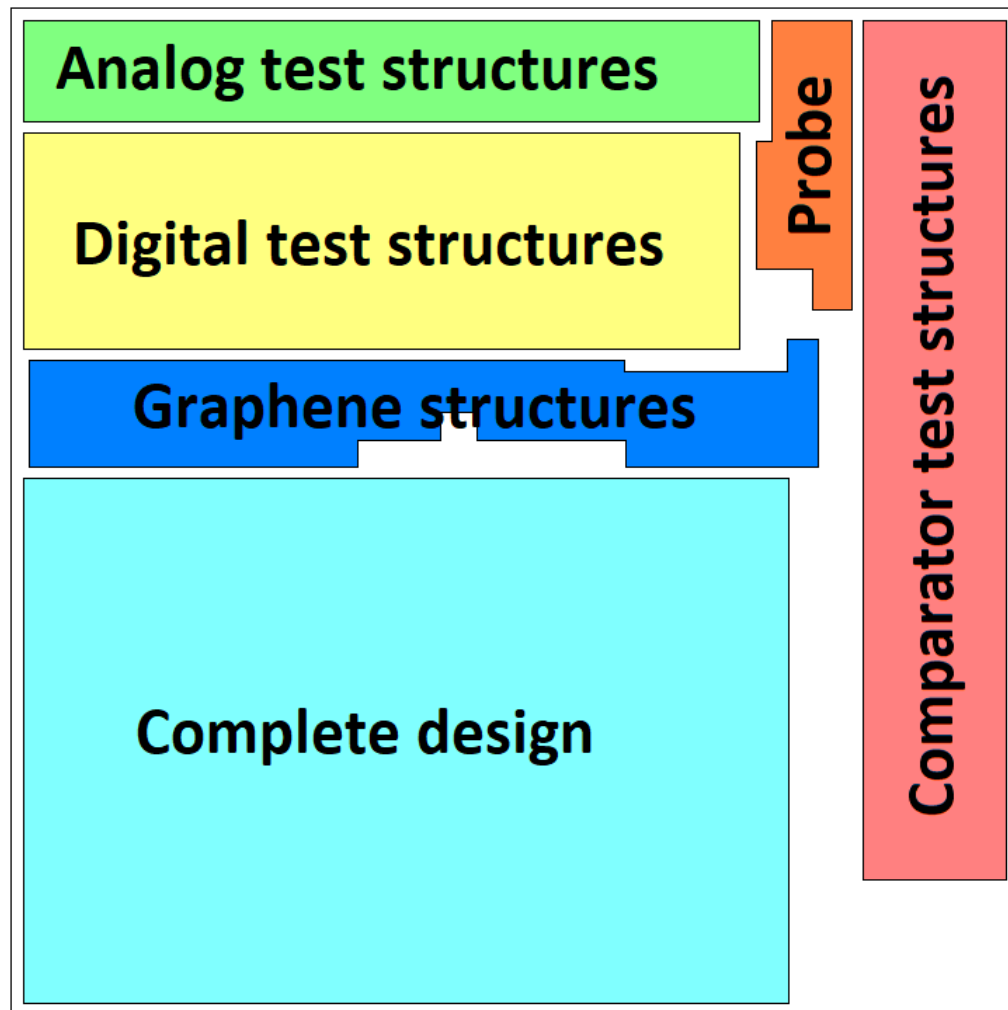 Analog test structures
Digital test structures
Graphene structures
Complete design
Probe
Comparator test structures